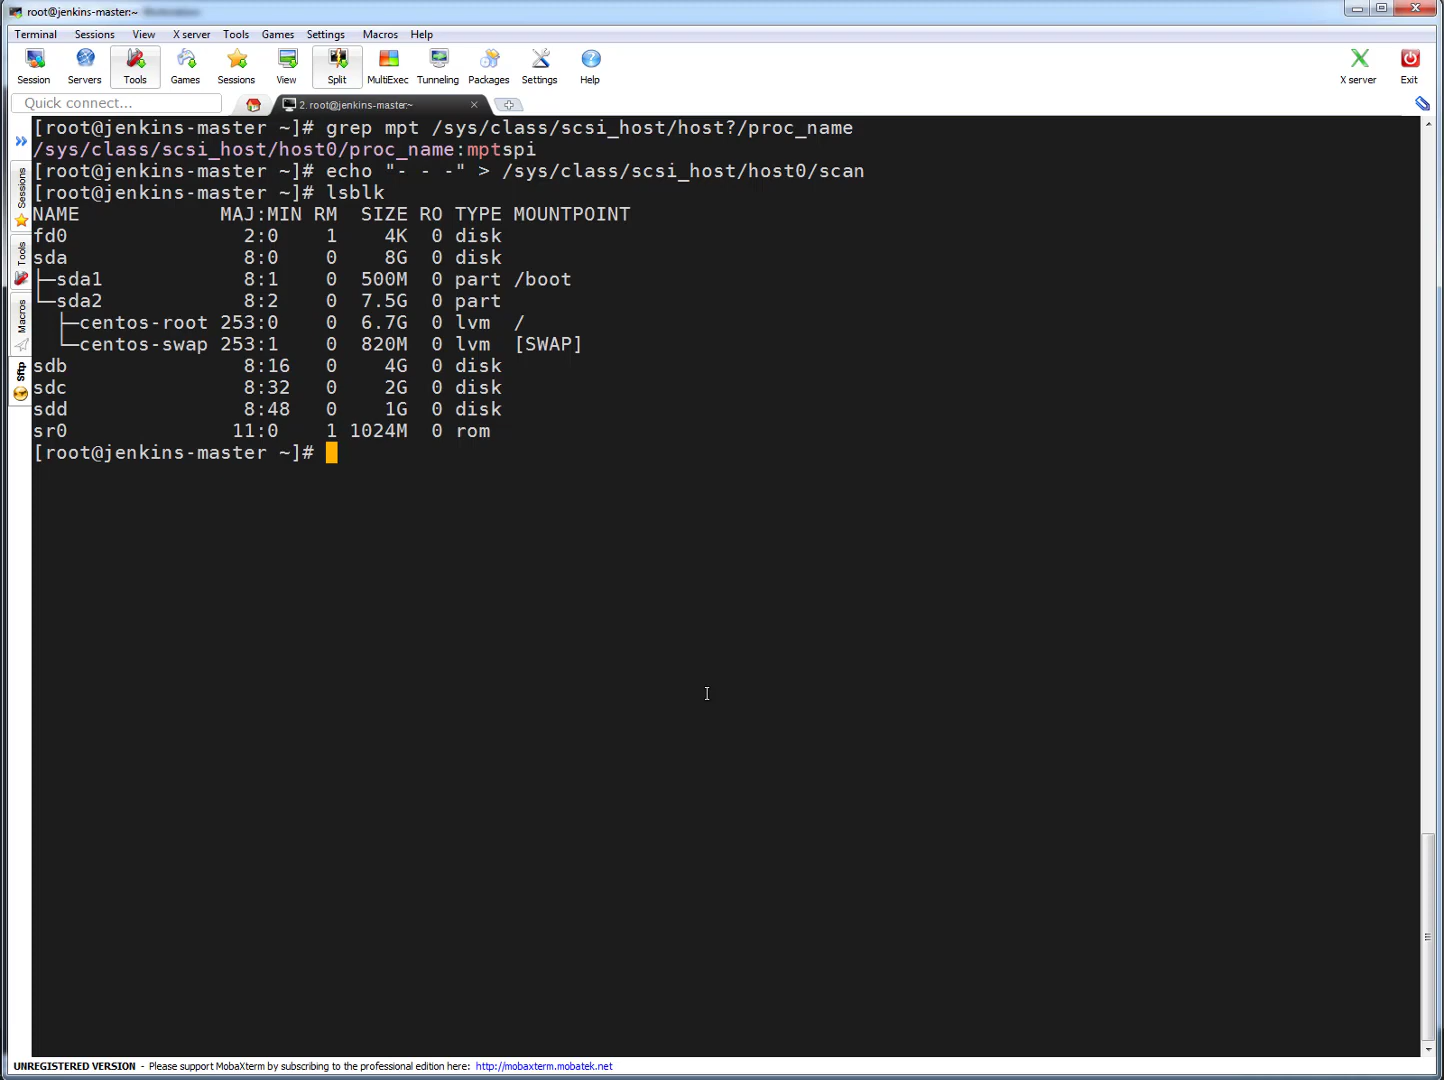 root@jenkins-master:~
Terminal Sessions View X server Tools Games Settings Macros Help
Session Servers Tools Games Sessions View Split MultiExec Tunneling Packages Settings Help X server Exit
Quick connect...
2. root@jenkins-master:~
[root@jenkins-master ~]# grep mpt /sys/class/scsi_host/host?/proc_name
/sys/class/scsi_host/host0/proc_name:mptspi
[root@jenkins-master ~]# echo "- - -" > /sys/class/scsi_host/host0/scan
[root@jenkins-master ~]# lsblk
NAME MAJ:MIN RM SIZE RO TYPE MOUNTPOINT
fd0 2:0 1 4K 0 disk
sda 8:0 0 8G 0 disk
├─sda1 8:1 0 500M 0 part /boot
└─sda2 8:2 0 7.5G 0 part
├─centos-root 253:0 0 6.7G 0 lvm /
└─centos-swap 253:1 0 820M 0 lvm [SWAP]
sdb 8:16 0 4G 0 disk
sdc 8:32 0 2G 0 disk
sdd 8:48 0 1G 0 disk
sr0 11:0 1 1024M 0 rom
[root@jenkins-master ~]#
Sessions
Tools
Macros
Sftp
UNREGISTERED VERSION - Please support MobaXterm by subscribing to the professional edition here: http://mobaxterm.mobatek.net